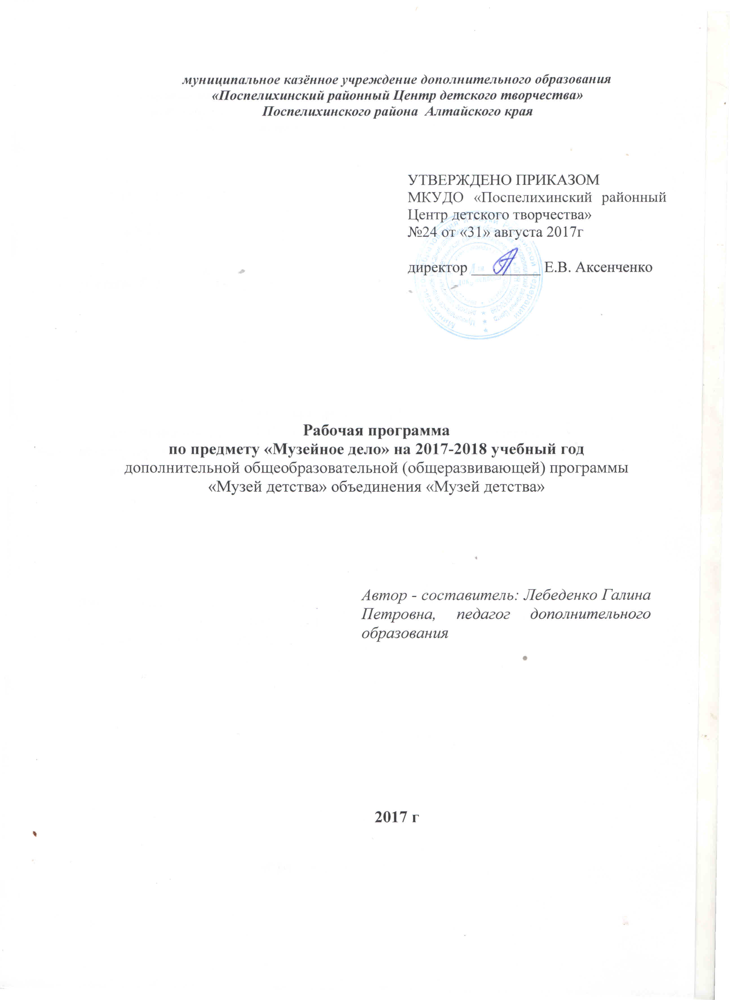 муниципальное казённое учреждение дополнительного образования
«Поспелихинский районный Центр детского творчества»
Поспелихинского района Алтайского края
УТВЕРЖДЕНО ПРИКАЗОМ
МКУДО «Поспелихинский районный
Центр детского творчества»
№24 от «31» августа 2017г
директор __________ Е.В. Аксенченко
Для
документов
Рабочая программа
по предмету «Музейное дело» на 2017-2018 учебный год
дополнительной общеобразовательной (общеразвивающей) программы
«Музей детства» объединения «Музей детства»
Автор - составитель: Лебеденко Галина
Петровна, педагог дополнительного
образования
2017 г